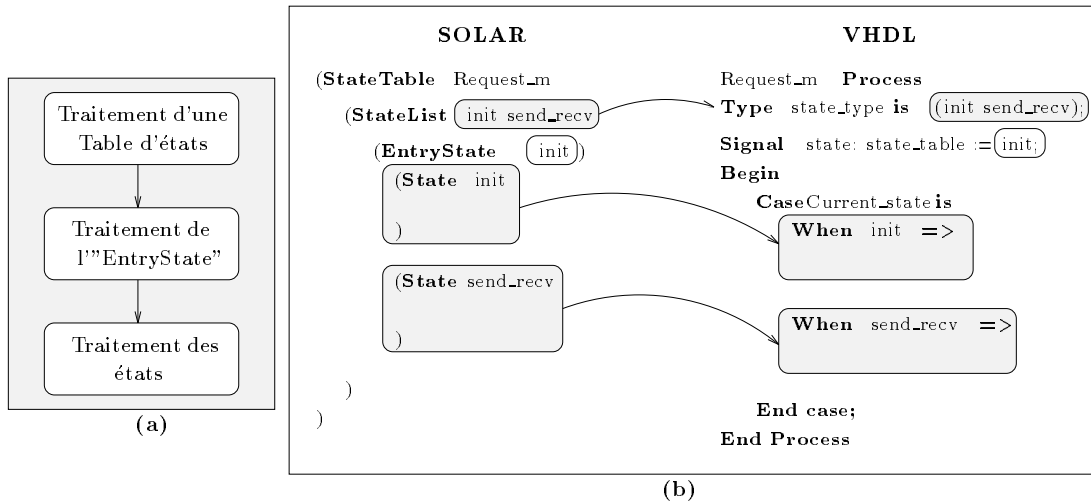 Traitement d'une
Table d'états
Traitement de
l'"EntryState"
Traitement des
états
(a)
SOLAR
(StateTable Request_m
(StateList init send_recv
(EntryState init)
(State init
)
(State send_recv
)
)
)
VHDL
Request_m Process
Type state_type is (init send_recv);
Signal state: state_table := init;
Begin
Case Current_state is
When init =>
When send_recv =>
End case;
End Process
(b)